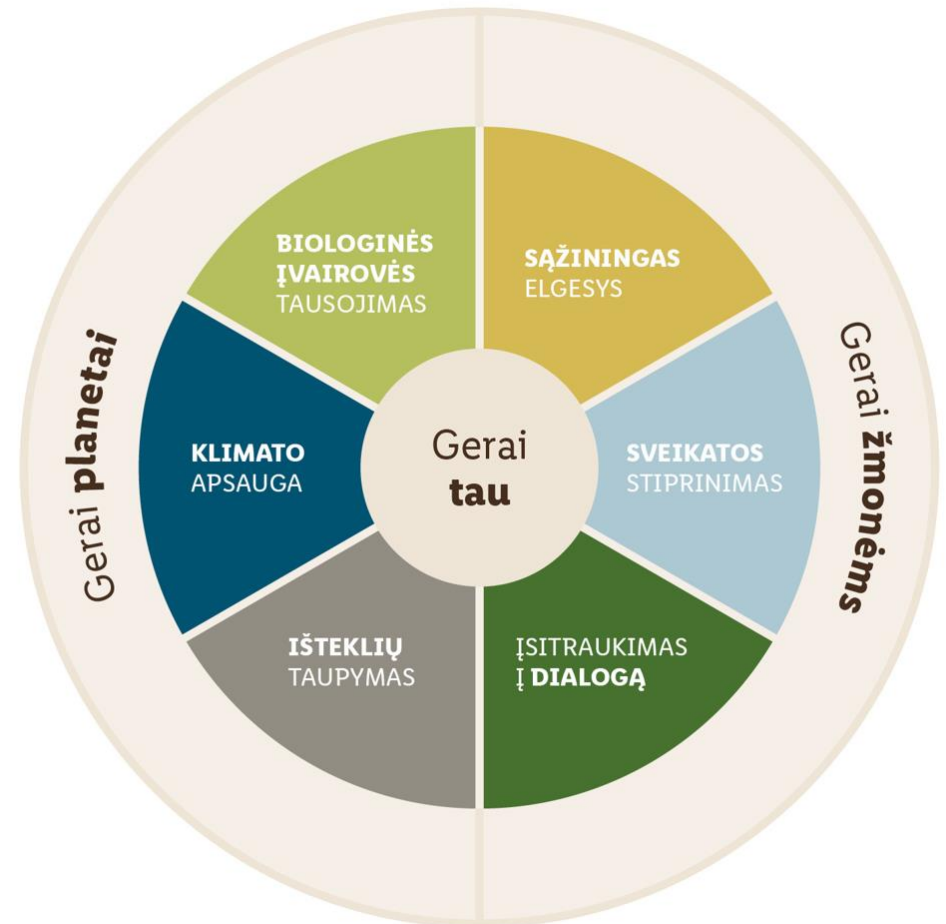 BIOLOGINĖS
ĮVAIROVĖS
TAUSOJIMAS
SĄŽININGAS
ELGESYS
Gerai planetai
KLIMATO
APSAUGA
Gerai
tau
SVEIKATOS
STIPRINIMAS
Gerai žmonėms
IŠTEKLIŲ
TAUPYMAS
ĮSITRAUKIMAS
Į DIALOGĄ